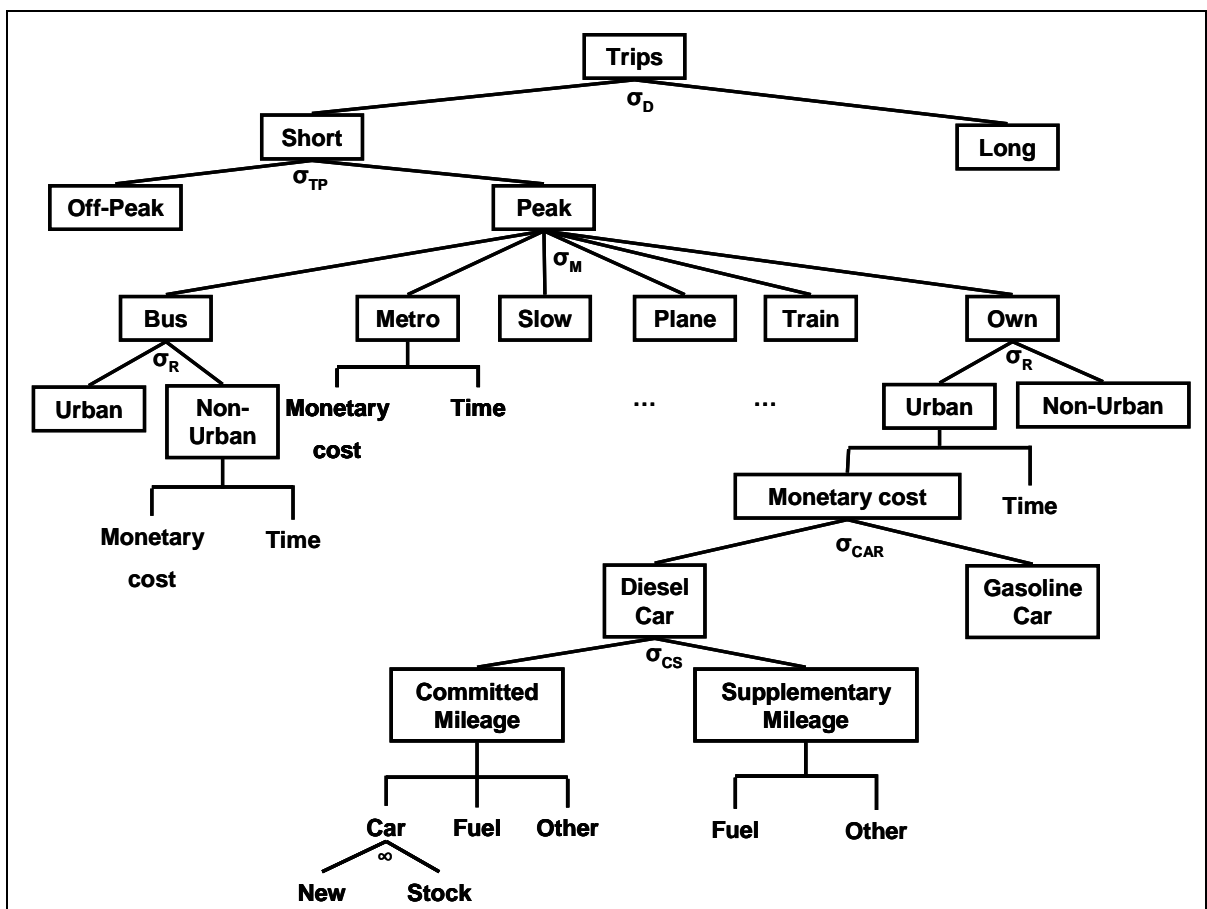 Trips
σD
Short
Long
σTP
Off-Peak
Peak
σM
Bus
Metro
Slow
Plane
Train
Own
σR
σR
Urban
Non-
Urban
Monetary
cost
Time
...
...
Urban
Non-Urban
Monetary cost
Time
Monetary
cost
Time
σCAR
Diesel
Car
Gasoline
Car
σCS
Committed
Mileage
Supplementary
Mileage
Car
Fuel
Other
Fuel
Other
∞
New
Stock